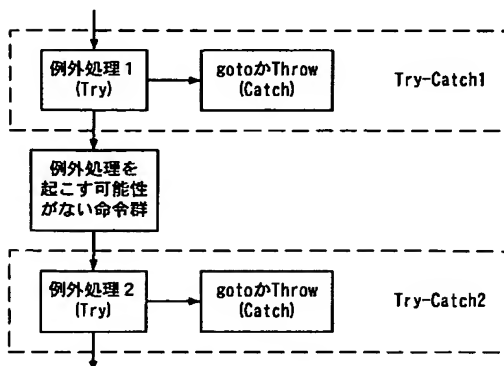 例外処理1
(Try)
gotoかThrow
(Catch)
Try-Catch1
例外処理を
起こす可能性
がない命令群
例外処理2
(Try)
gotoかThrow
(Catch)
Try-Catch2